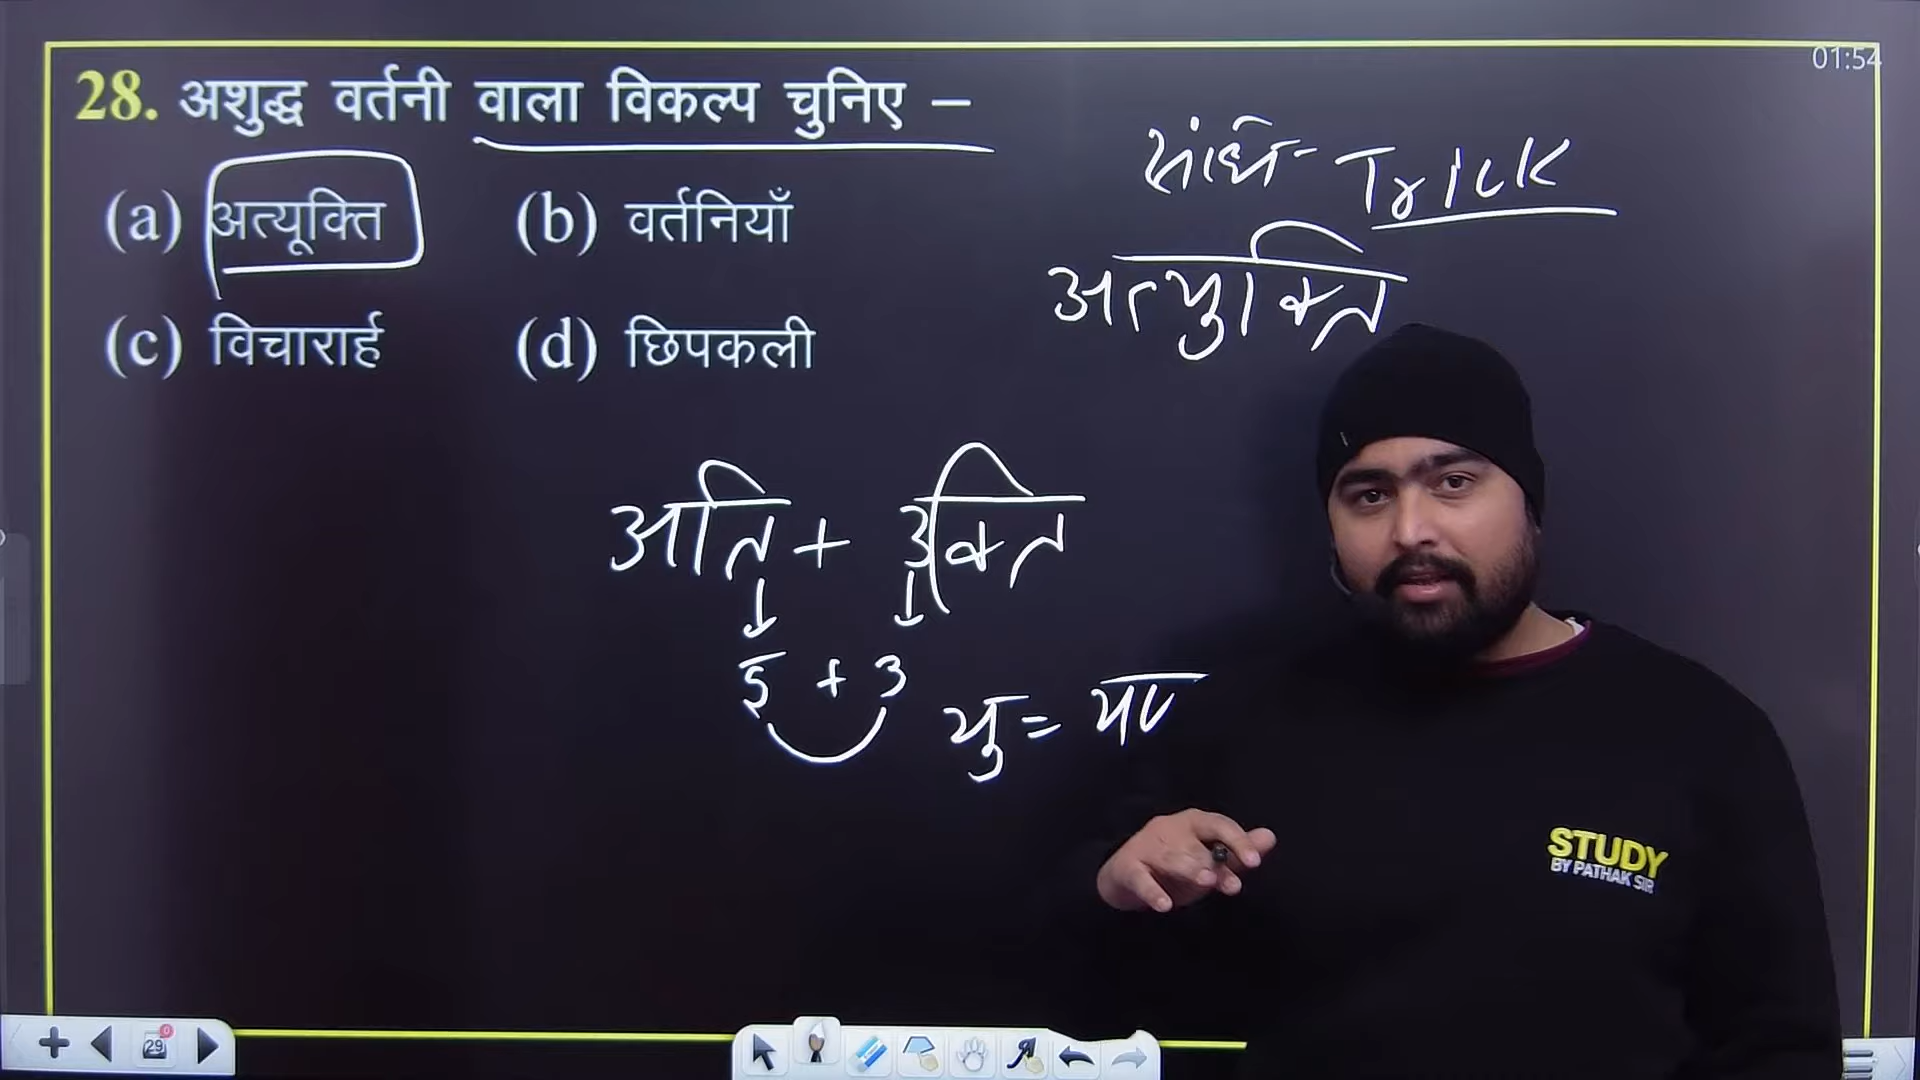 01:54
28. अशुद्ध वर्तनी वाला विकल्प चुनिए –
संधि - Trick
(a) अत्यूक्ति (b) वर्तनियाँ
अत्युक्ति
(c) विचारार्ह (d) छिपकली
अति + उक्ति
इ + उ
यु = यण
STUDY
BY PATHAK SIR
29
0